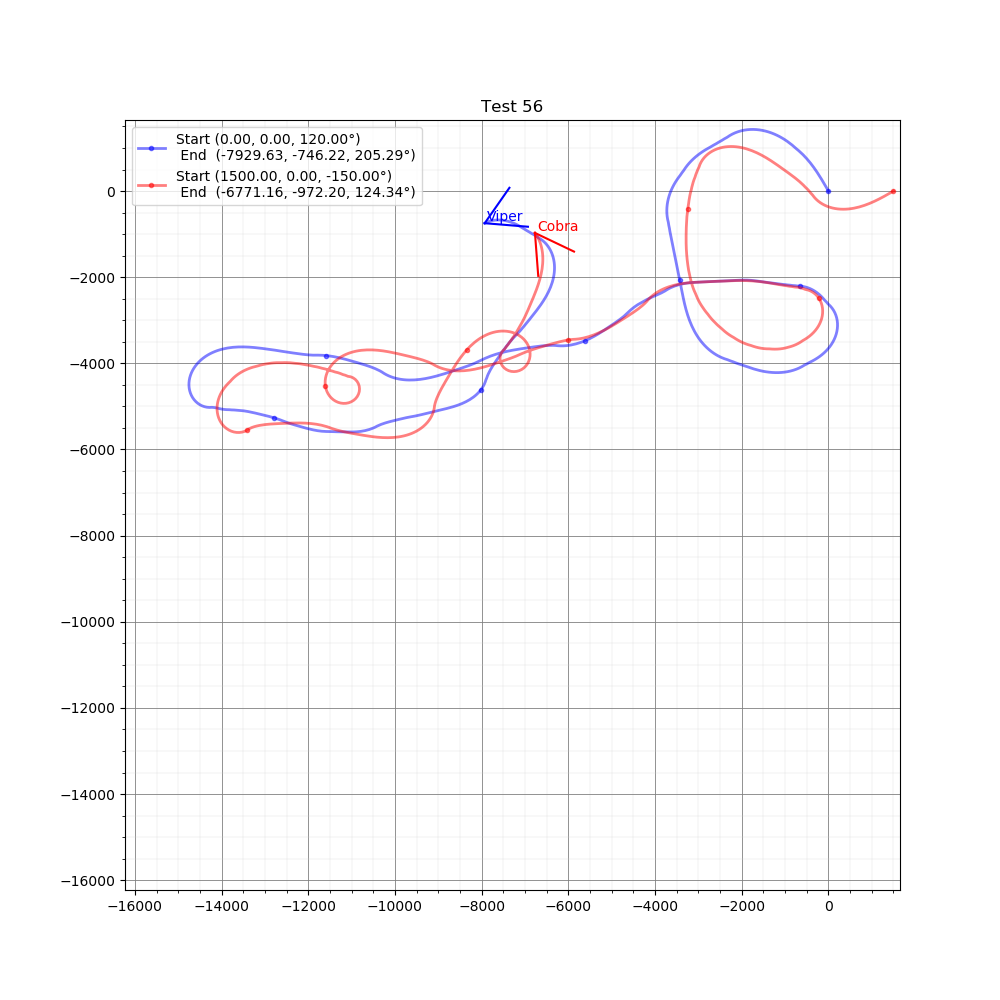 Test 56
Start (0.00, 0.00, 120.00°)
End  (-7929.63, -746.22, 205.29°)
Start (1500.00, 0.00, -150.00°)
End  (-6771.16, -972.20, 124.34°)
Viper
Cobra
0
−2000
−4000
−6000
−8000
−10000
−12000
−14000
−16000
−16000 −14000 −12000 −10000 −8000 −6000 −4000 −2000 0